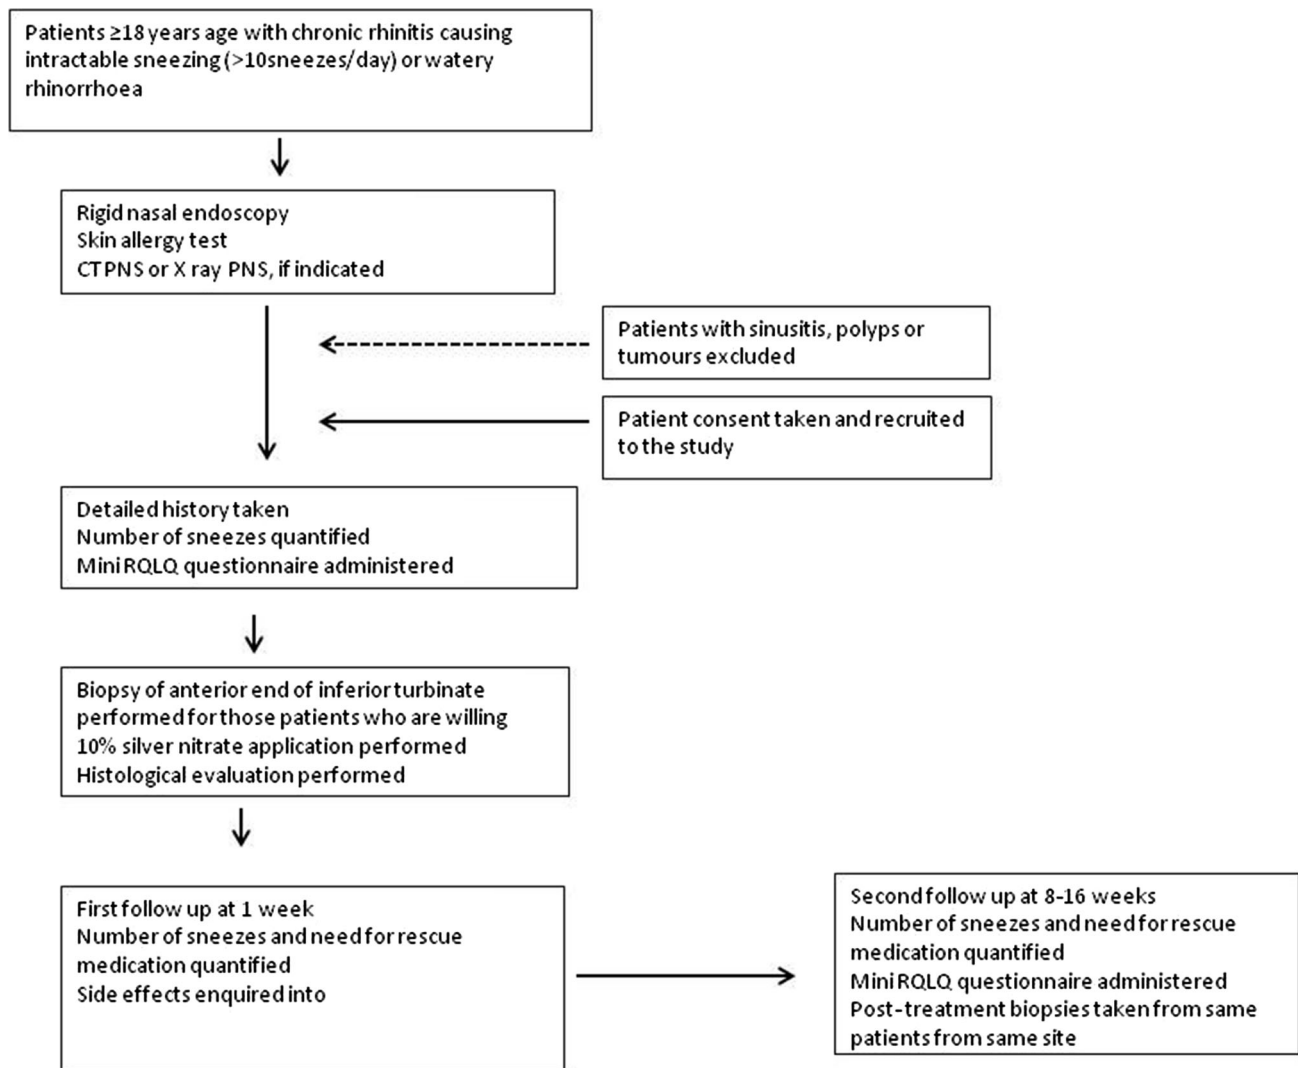 Patients ≥18 years age with chronic rhinitis causing
intractable sneezing (>10sneezes/day) or watery
rhinorrhoea
Rigid nasal endoscopy
Skin allergy test
CTPNS or X ray PNS, if indicated
Patients with sinusitis, polyps or
tumours excluded
Patient consent taken and recruited
to the study
Detailed history taken
Number of sneezes quantified
Mini RQLQ questionnaire administered
Biopsy of anterior end of inferior turbinate
performed for those patients who are willing
10% silver nitrate application performed
Histological evaluation performed
First follow up at 1 week
Number of sneezes and need for rescue
medication quantified
Side effects enquired into
Second follow up at 8-16 weeks
Number of sneezes and need for rescue
medication quantified
Mini RQLQ questionnaire administered
Post-treatment biopsies taken from same
patients from same site